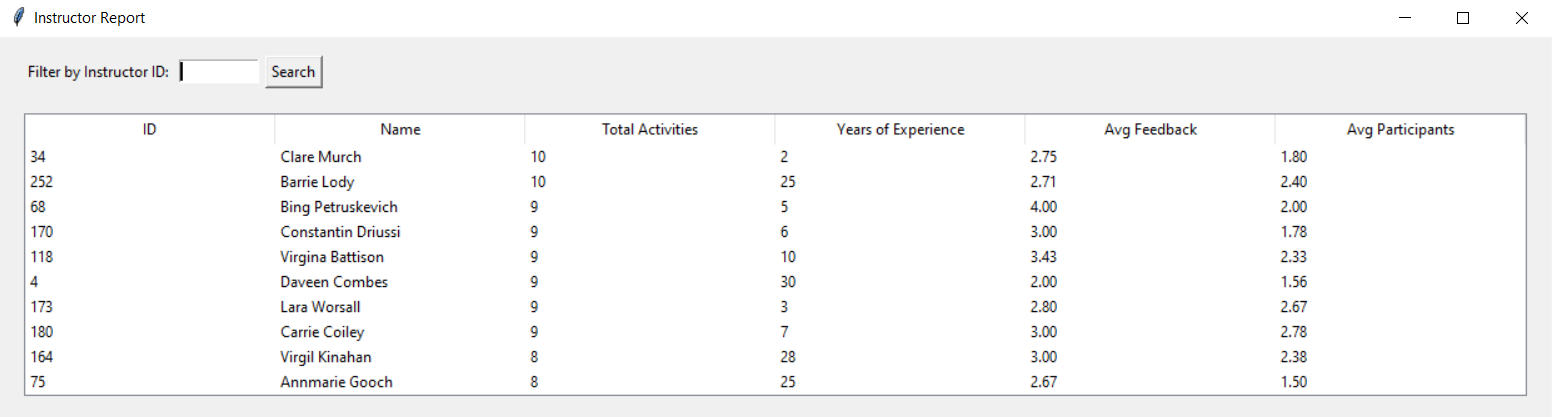 Instructor Report
Filter by Instructor ID: Search
ID Name Total Activities Years of Experience Avg Feedback Avg Participants
34 Clare Murch 10 2 2.75 1.80
252 Barrie Lody 10 25 2.71 2.40
68 Bing Petruskevich 9 5 4.00 2.00
170 Constantin Driussi 9 6 3.00 1.78
118 Virgina Battison 9 10 3.43 2.33
4 Daveen Combes 9 30 2.00 1.56
173 Lara Worsall 9 3 2.80 2.67
180 Carrie Coiley 9 7 3.00 2.78
164 Virgil Kinahan 8 28 3.00 2.38
75 Annmarie Gooch 8 25 2.67 1.50